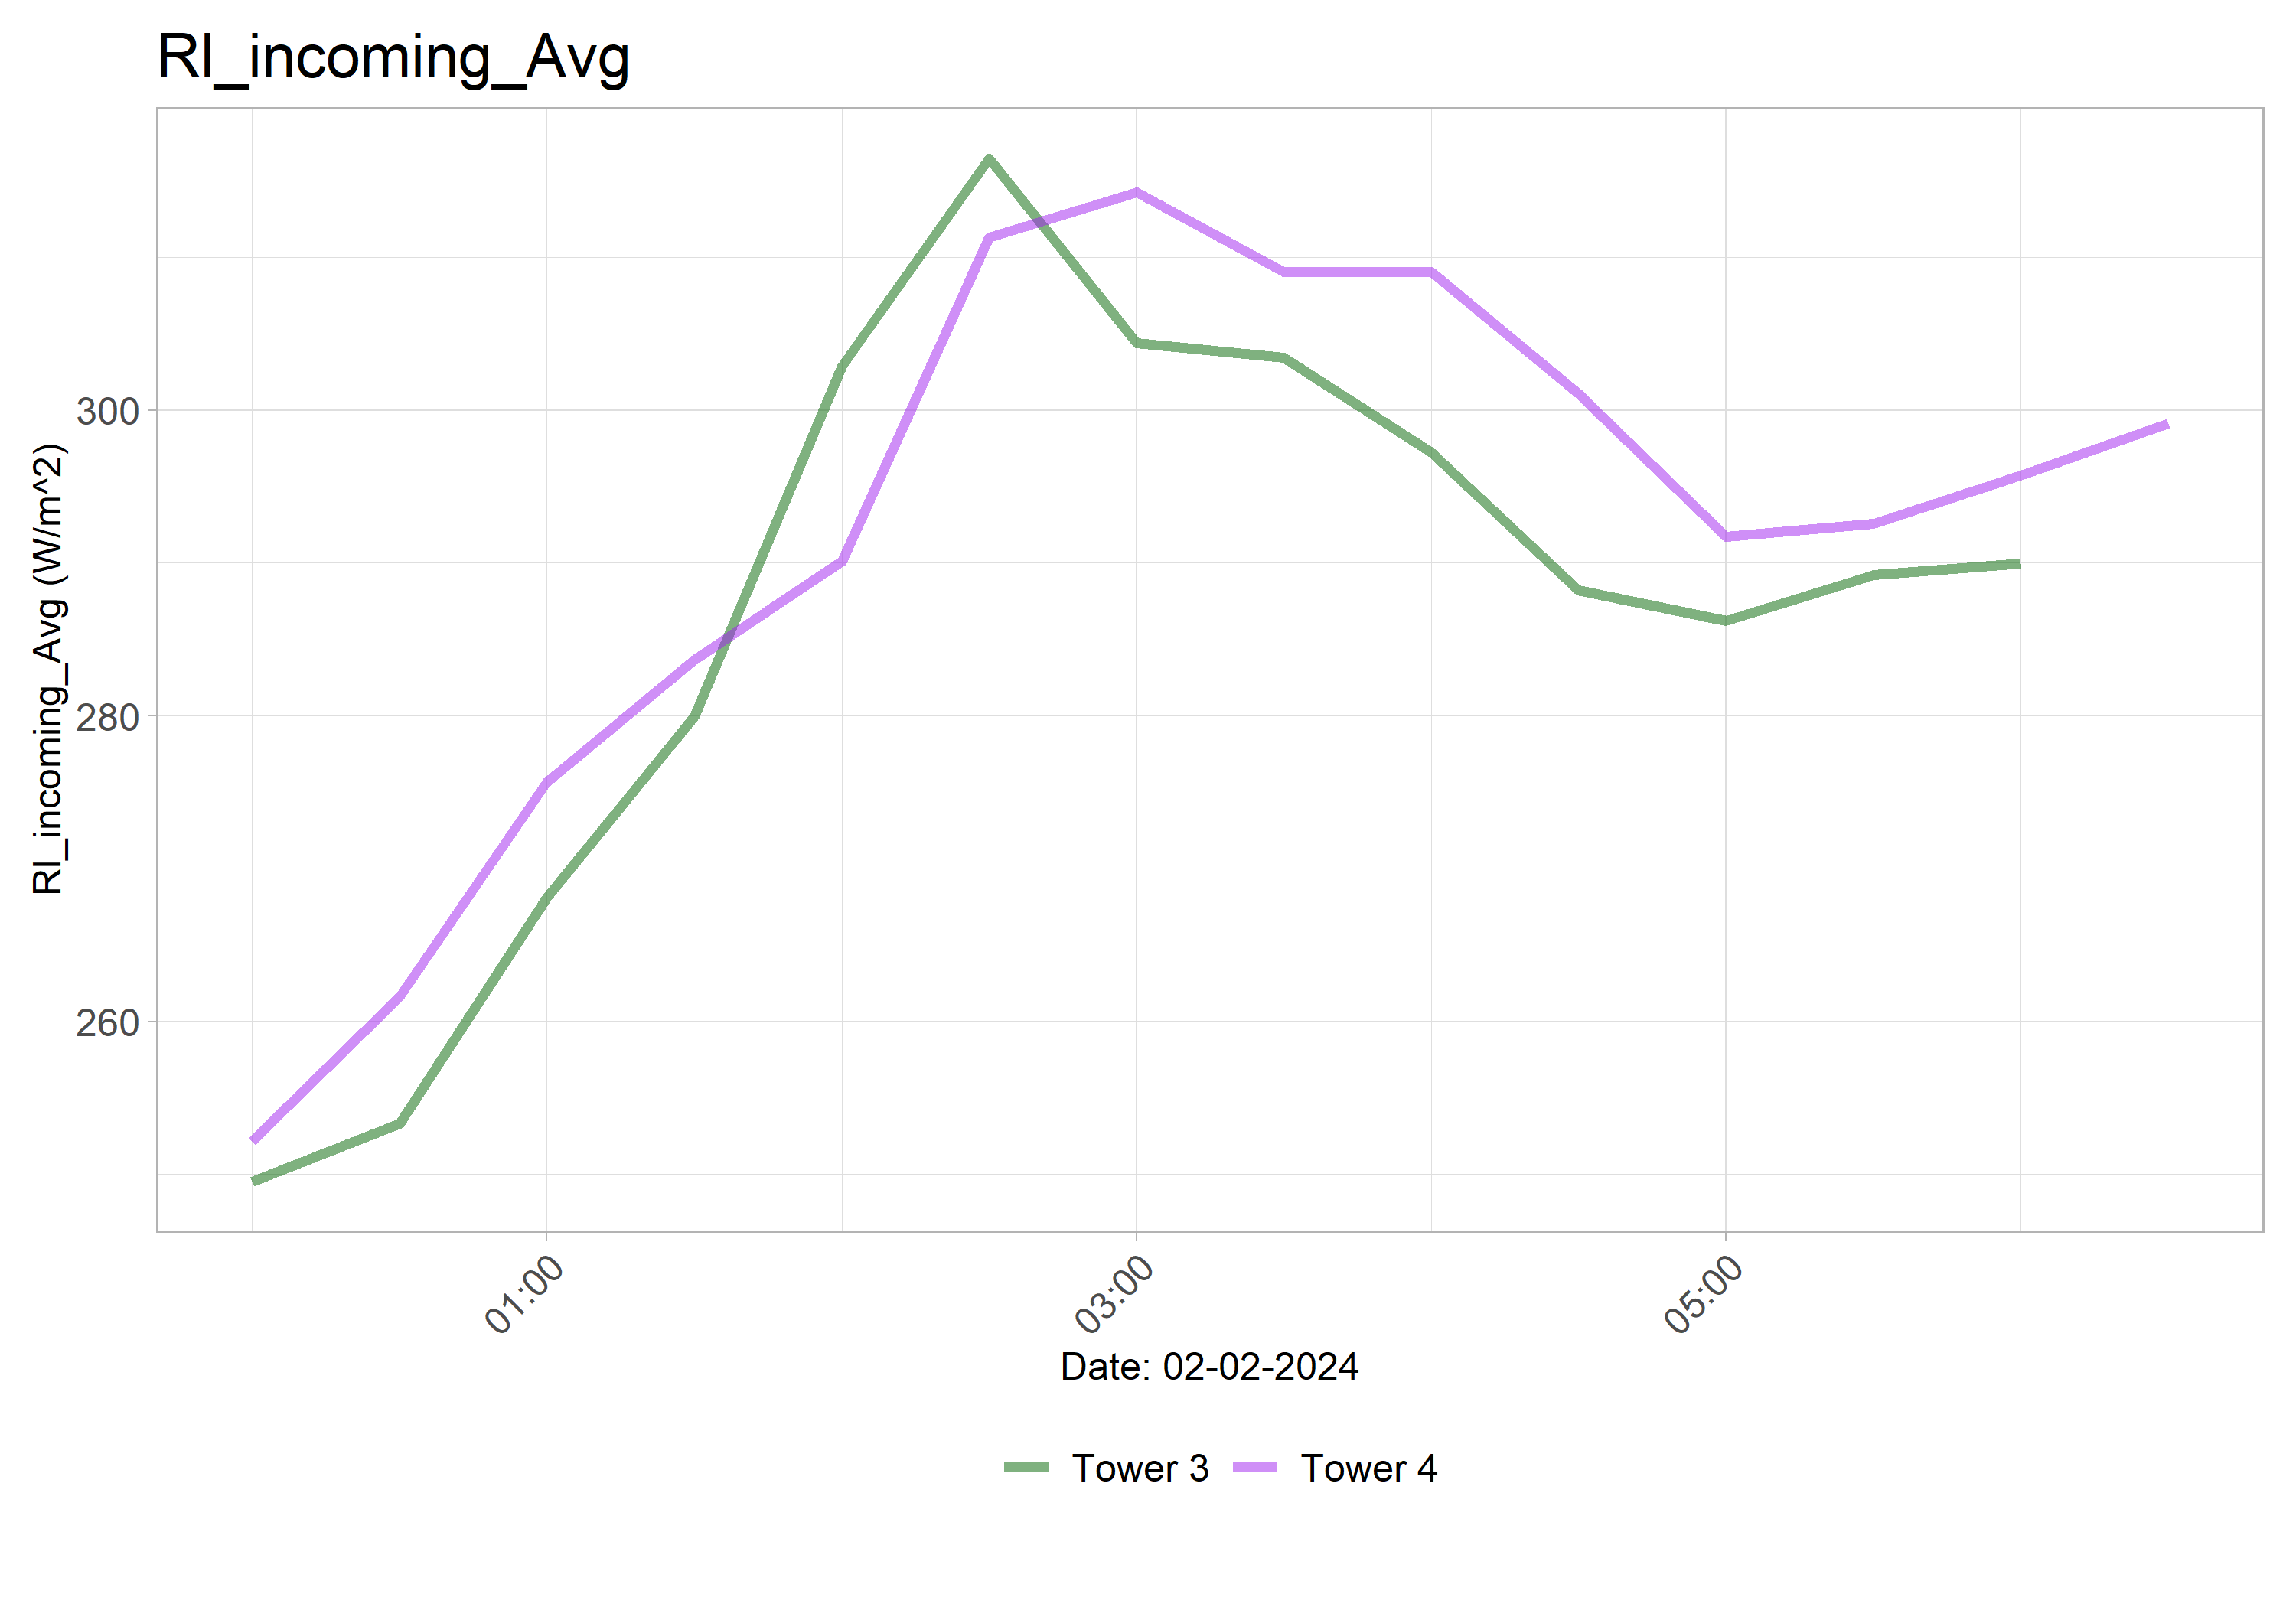 Rl_incoming_Avg
Rl_incoming_Avg (W/m^2)
300
280
260
01:00
03:00
05:00
Date: 02-02-2024
Tower 3
Tower 4